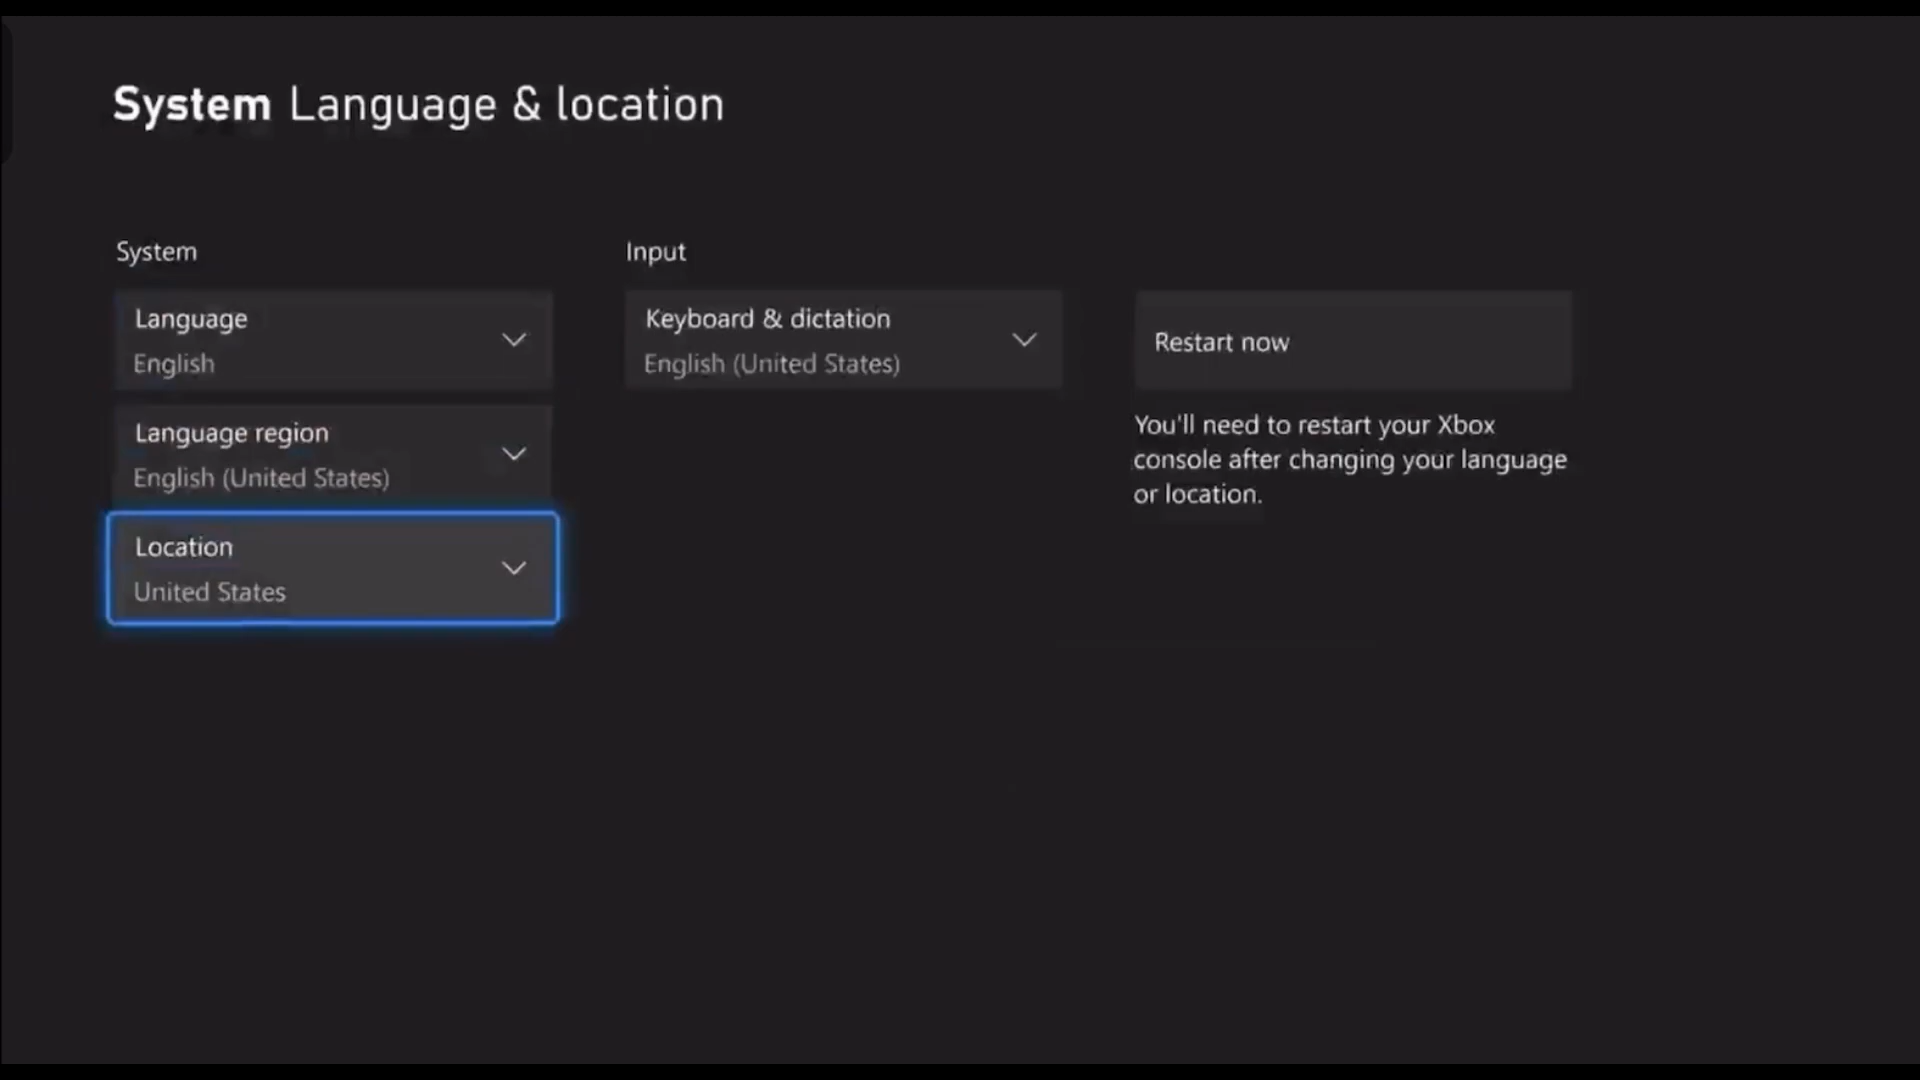 System Language & location
System
Input
Language
English
Keyboard & dictation
English (United States)
Restart now
Language region
English (United States)
You'll need to restart your Xbox
console after changing your language
or location.
Location
United States